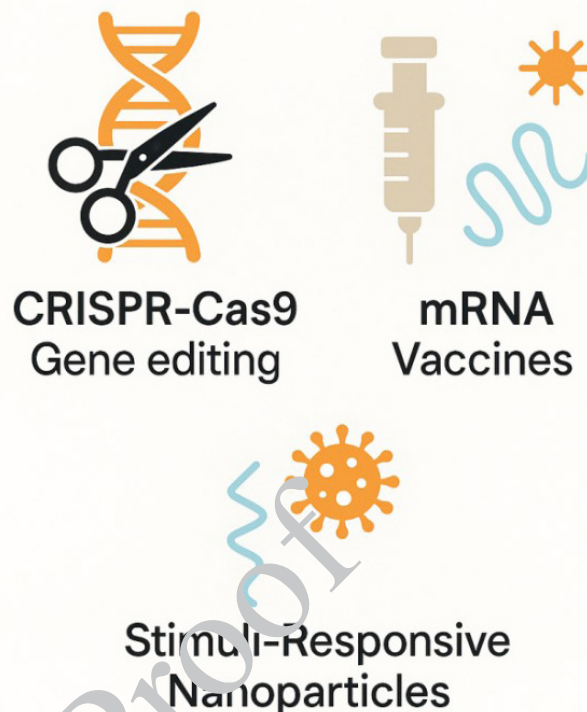 CRISPR-Cas9
Gene editing
mRNA
Vaccines
Stimuli-Responsive
Nanoparticles
Proof